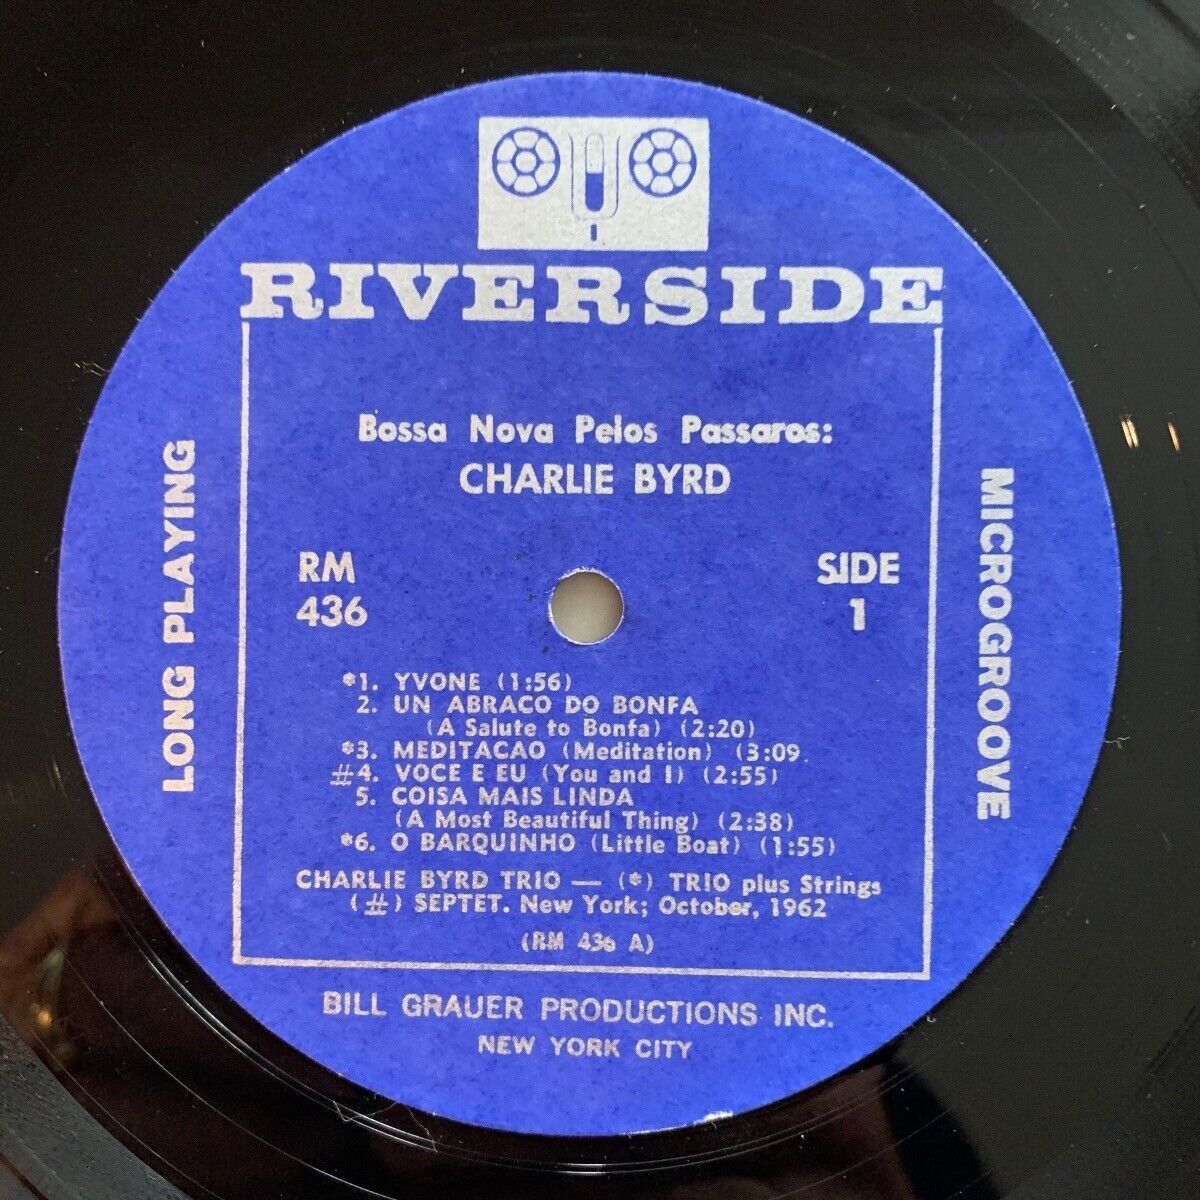 RIVERSIDE
Bossa Nova Pelos Passaros:
CHARLIE BYRD
RM
436
SIDE
1
LONG PLAYING
MICROGROOVE
*1. YVONE (1:56)
2. UN ABRACO DO BONFA
(A Salute to Bonfa) (2:20)
*3. MEDITACAO (Meditation) (3:09
#4. VOCE E EU (You and I) (2:55)
5. COISA MAIS LINDA
(A Most Beautiful Thing) (2:38)
*6. O BARQUINHO (Little Boat) (1:55)
CHARLIE BYRD TRIO — (*) TRIO plus Strings
(#) SEPTET. New York; October, 1962
(RM 436 A)
BILL GRAUER PRODUCTIONS INC.
NEW YORK CITY